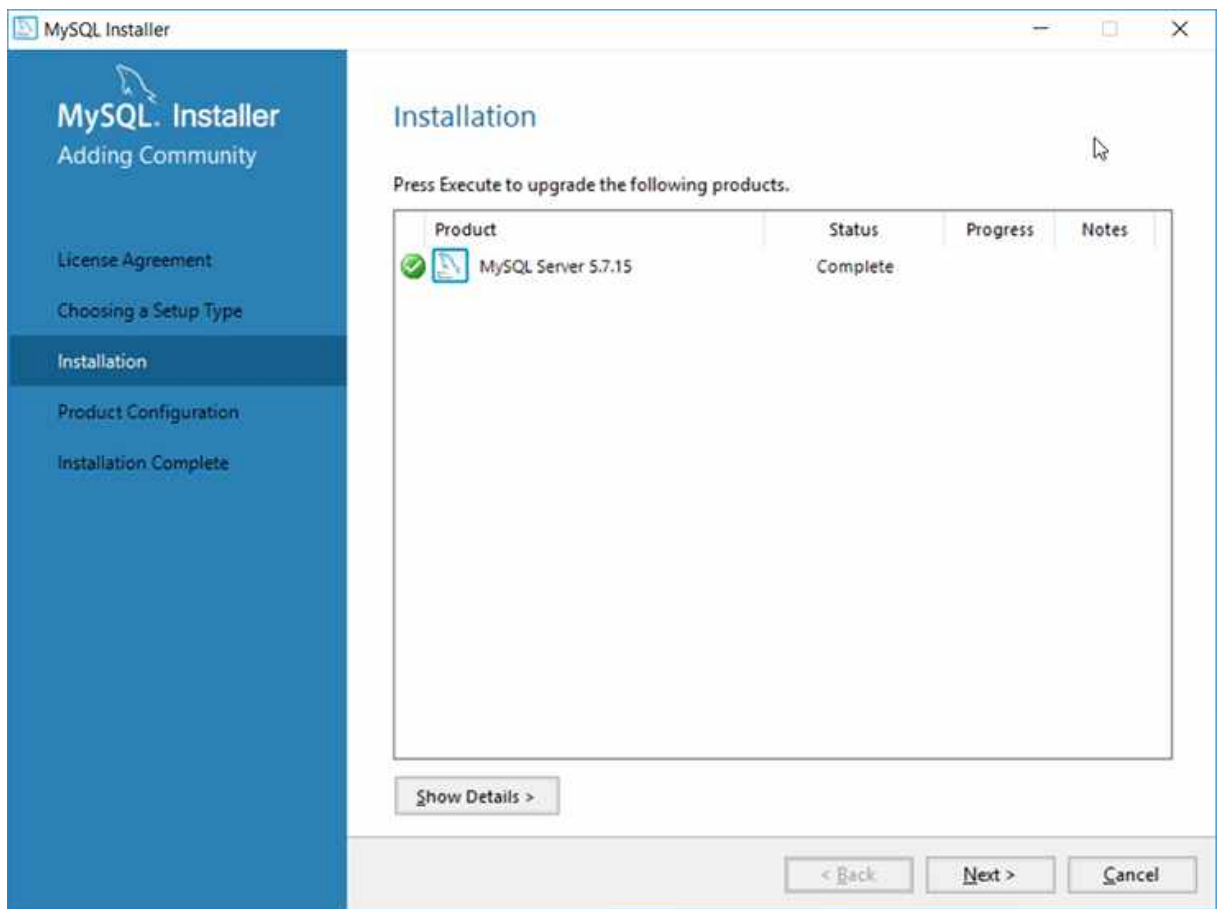 MySQL Installer
MySQL. Installer
Adding Community
License Agreement
Choosing a Setup Type
Installation
Product Configuration
Installation Complete
Installation
Press Execute to upgrade the following products.
Product Status Progress Notes
MySQL Server 5.7.15 Complete
Show Details >
< Back Next > Cancel